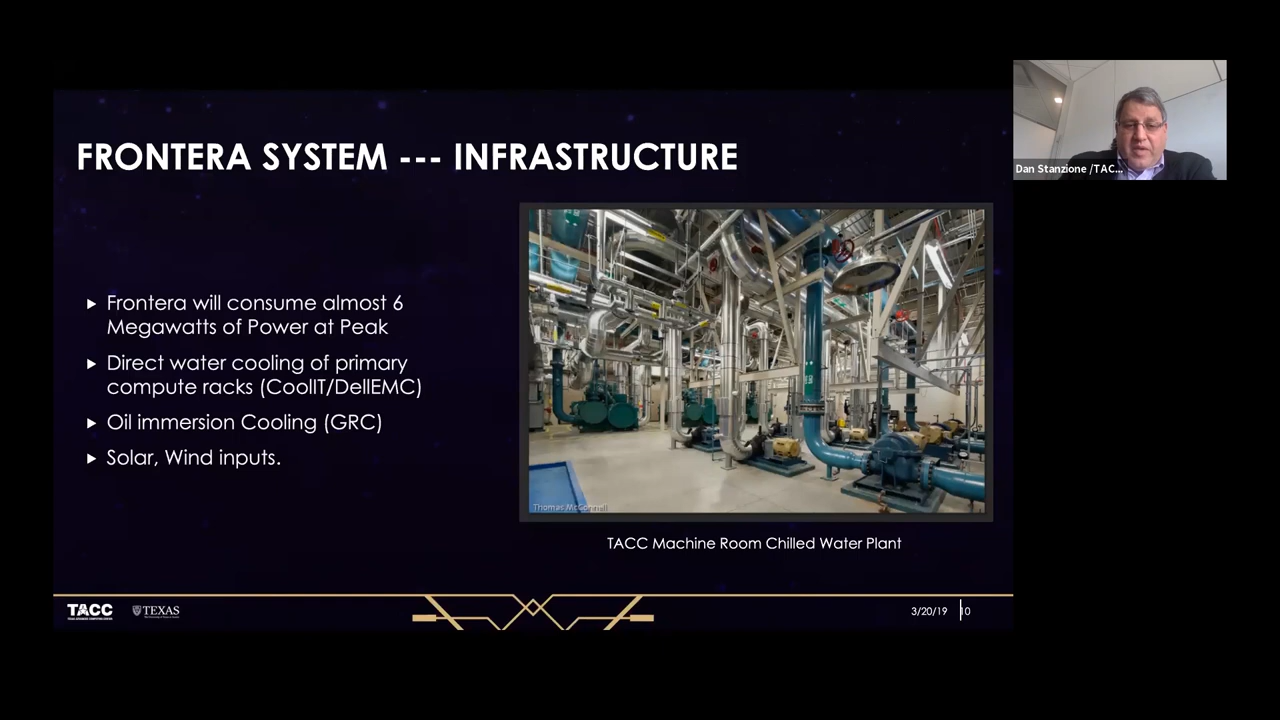 FRONTERA SYSTEM --- INFRASTRUCTURE
Dan Stanzione /TAC...
Frontera will consume almost 6
Megawatts of Power at Peak
Direct water cooling of primary
compute racks (CoolIT/DellEMC)
Oil immersion Cooling (GRC)
Solar, Wind inputs.
Thomas McConnell
TACC Machine Room Chilled Water Plant
TACC
TEXAS
3/20/19
10